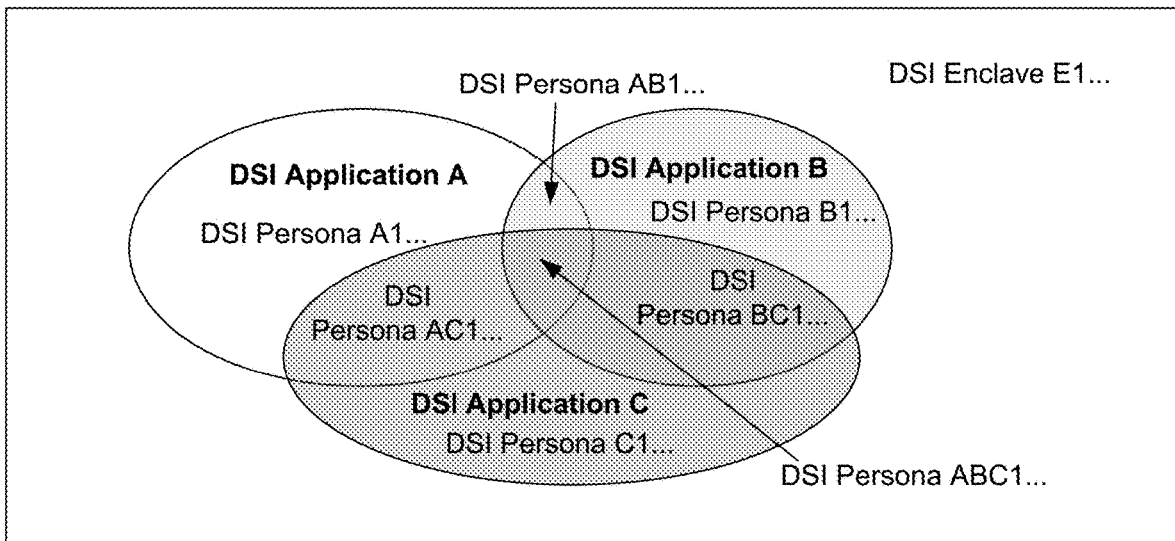 DSI Enclave E1...
DSI Persona AB1...
DSI Application A
DSI Application B
DSI Persona A1...
DSI Persona B1...
DSI
Persona AC1...
DSI
Persona BC1...
DSI Application C
DSI Persona C1...
DSI Persona ABC1...